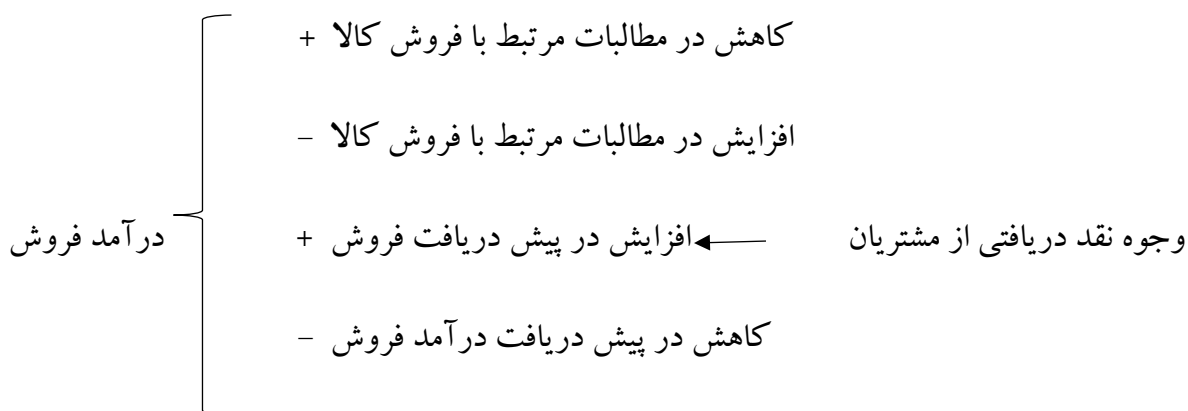 کاهش در مطالبات مرتبط با فروش کالا +
افزایش در مطالبات مرتبط با فروش کالا –
وجوه نقد دریافتی از مشتریان افزایش در پیش دریافت فروش + درآمد فروش
کاهش در پیش دریافت درآمد فروش –